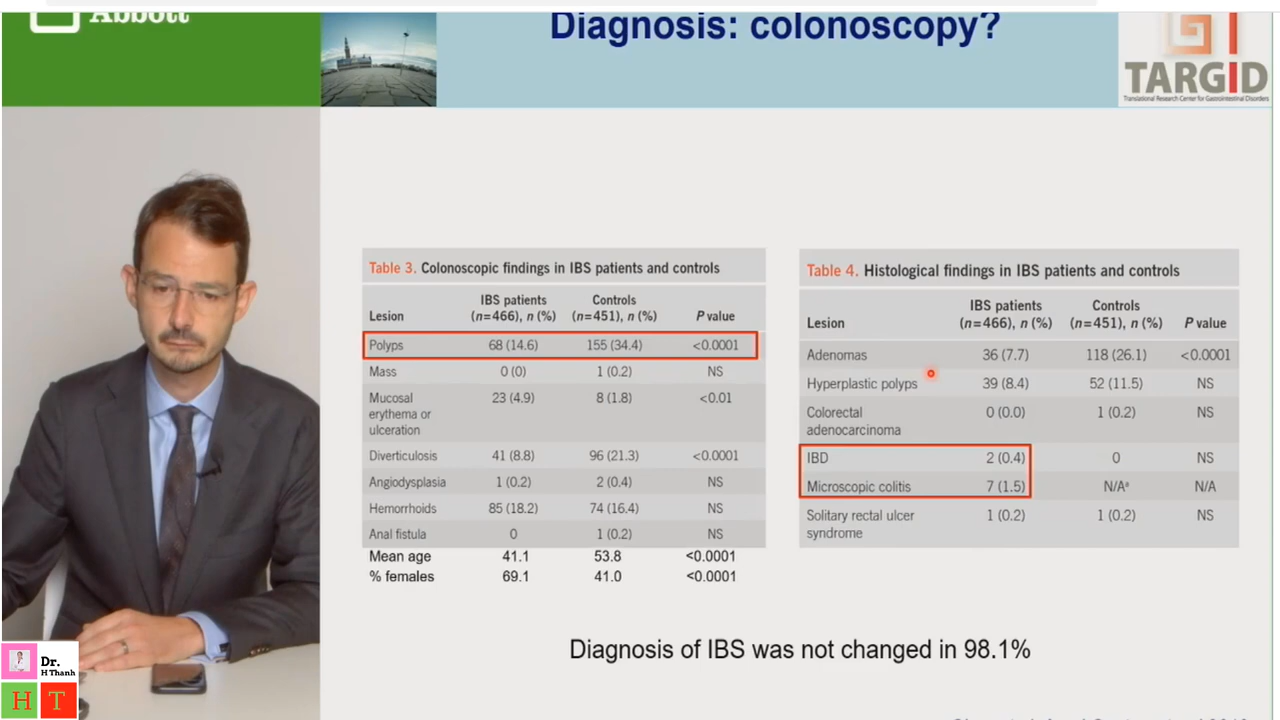 Abbott
Diagnosis: colonoscopy?
TARGID
Translational Research Center for Gastrointestinal Disorders
Table 3. Colonoscopic findings in IBS patients and controls
Lesion IBS patients (n=466), n (%) Controls (n=451), n (%) P value
Polyps 68 (14.6) 155 (34.4) <0.0001
Mass 0 (0) 1 (0.2) NS
Mucosal erythema or ulceration 23 (4.9) 8 (1.8) <0.01
Diverticulosis 41 (8.8) 96 (21.3) <0.0001
Angiodysplasia 1 (0.2) 2 (0.4) NS
Hemorrhoids 85 (18.2) 74 (16.4) NS
Anal fistula 0 1 (0.2) NS
Mean age 41.1 53.8 <0.0001
% females 69.1 41.0 <0.0001
Table 4. Histological findings in IBS patients and controls
Lesion IBS patients (n=466), n (%) Controls (n=451), n (%) P value
Adenomas 36 (7.7) 118 (26.1) <0.0001
Hyperplastic polyps 39 (8.4) 52 (11.5) NS
Colorectal adenocarcinoma 0 (0.0) 1 (0.2) NS
IBD 2 (0.4) 0 NS
Microscopic colitis 7 (1.5) N/Aª N/A
Solitary rectal ulcer syndrome 1 (0.2) 1 (0.2) NS
Diagnosis of IBS was not changed in 98.1%
Dr.
H Thanh
H T